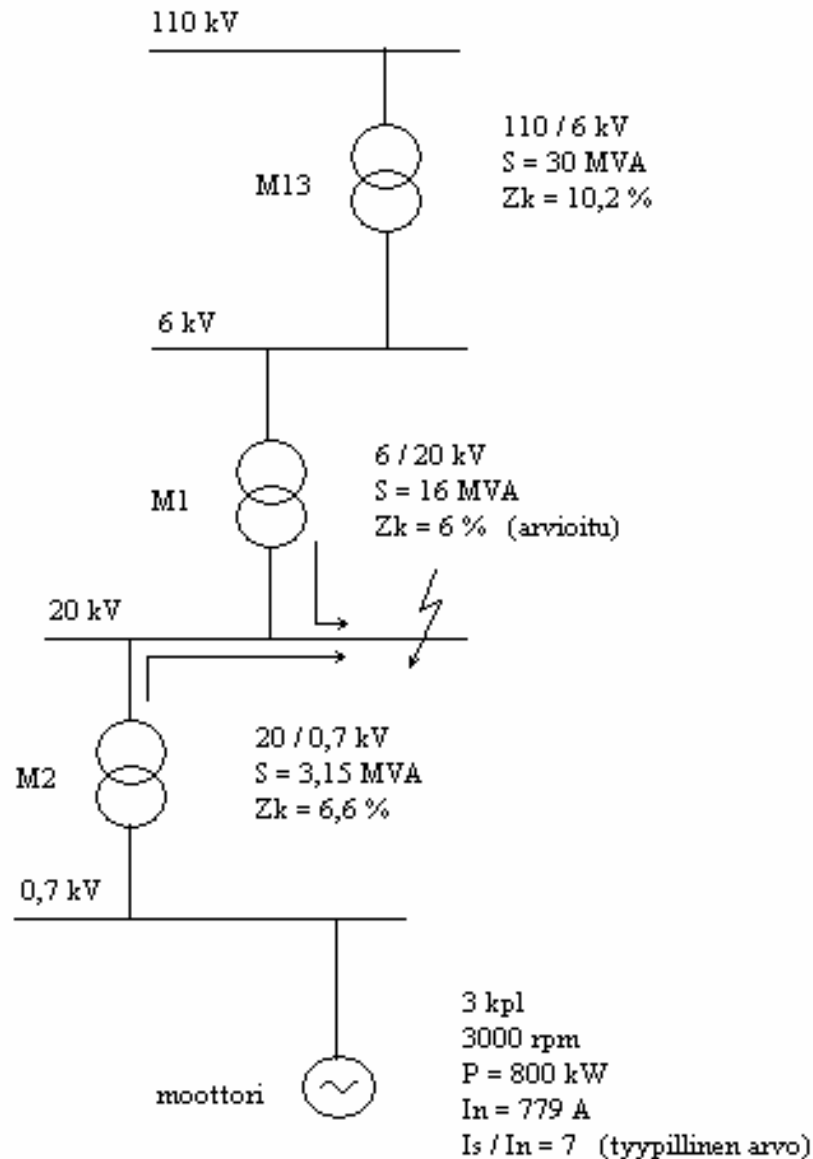 110 kV
M13
110 / 6 kV
S = 30 MVA
Zk = 10,2 %
6 kV
M1
6 / 20 kV
S = 16 MVA
Zk = 6 % (arvioitu)
20 kV
M2
20 / 0,7 kV
S = 3,15 MVA
Zk = 6,6 %
0,7 kV
moottori
3 kpl
3000 rpm
P = 800 kW
In = 779 A
Is / In = 7 (tyypillinen arvo)